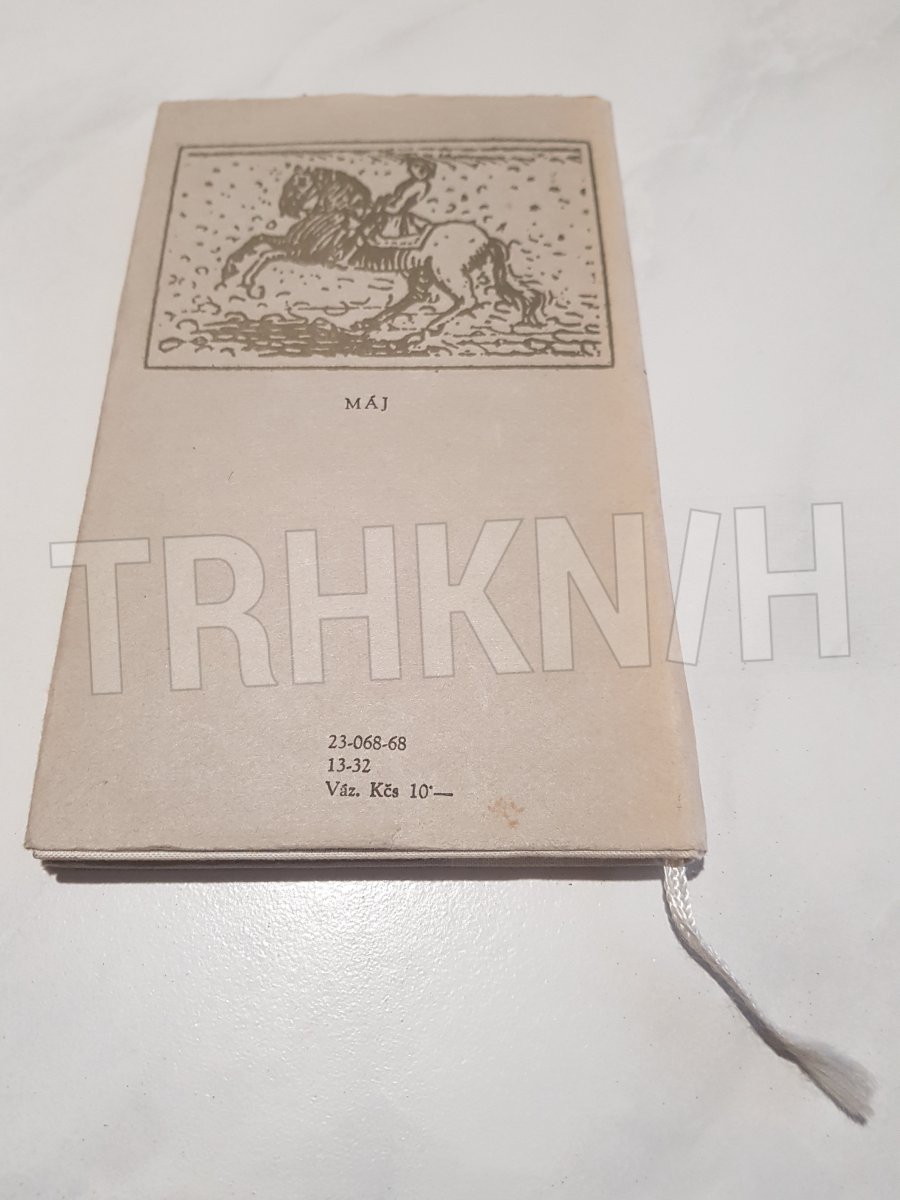 MÁJ
TRHKNIH
23-068-68
13-32
Váz. Kčs 10·—